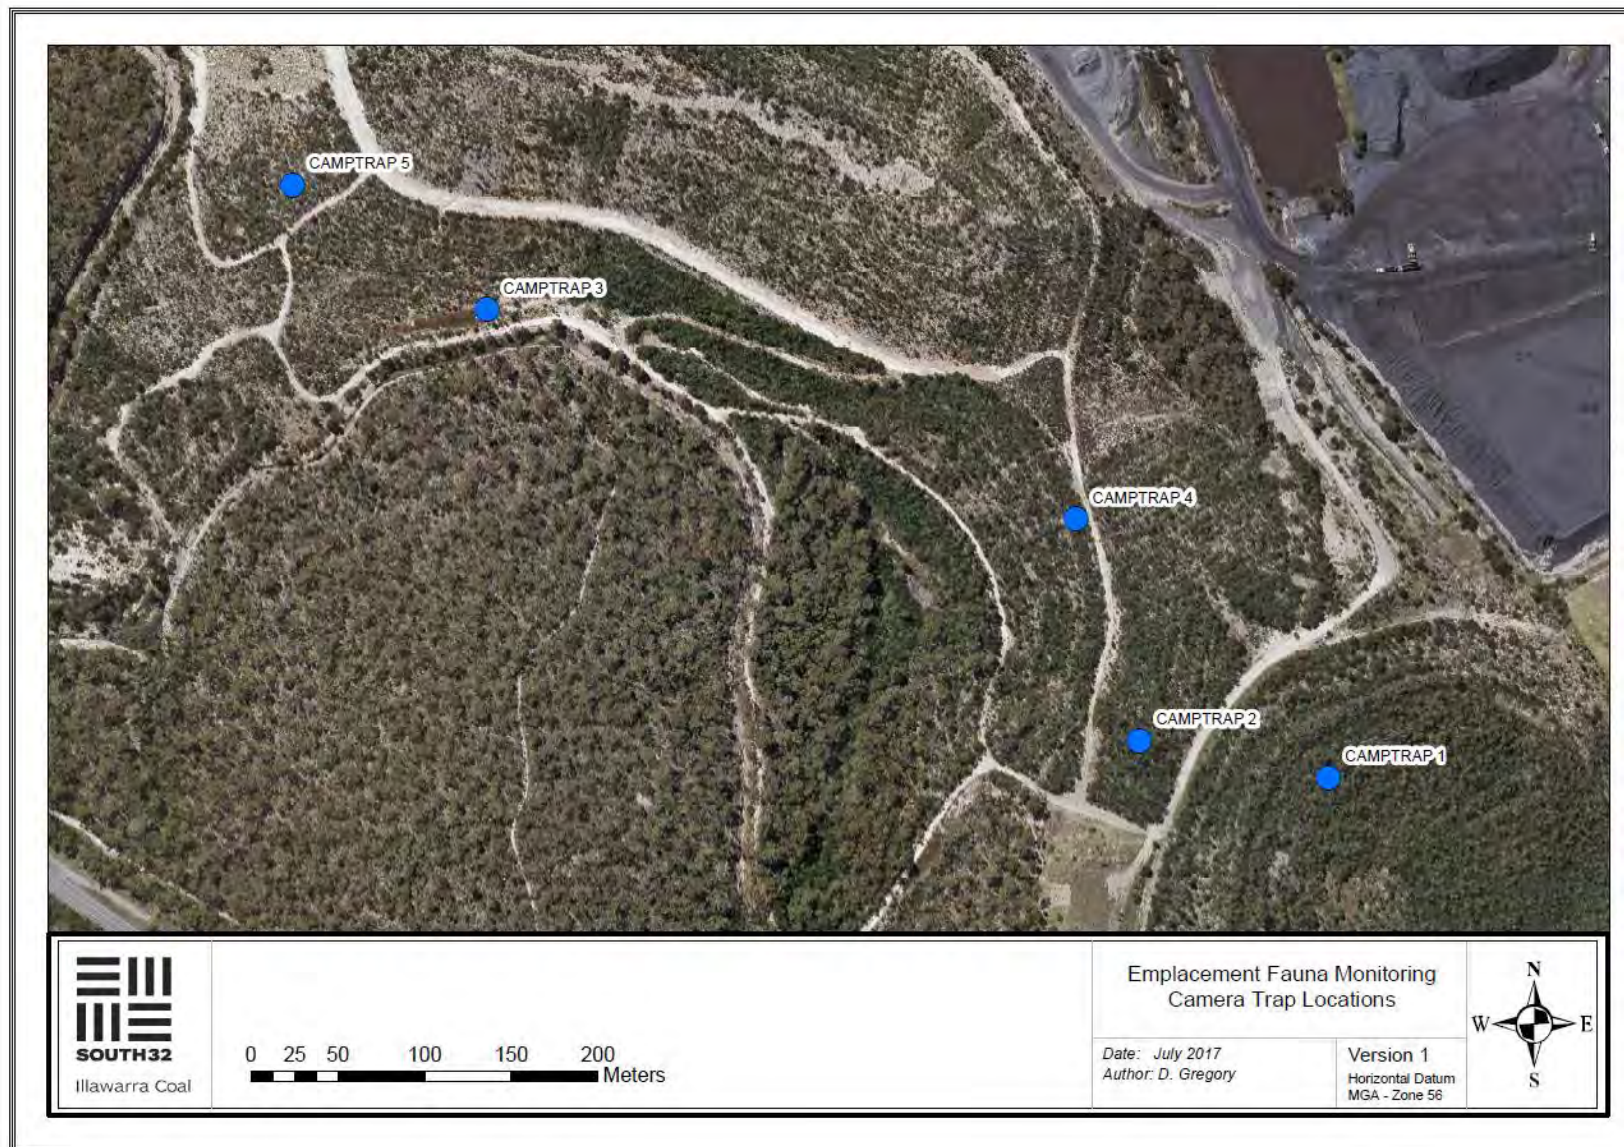 CAMPTRAP 5
CAMPTRAP 3
CAMPTRAP 4
CAMPTRAP 2
CAMPTRAP 1
SOUTH32
Illawarra Coal
0 25 50 100 150 200
Meters
Emplacement Fauna Monitoring
Camera Trap Locations
Date: July 2017
Author: D. Gregory
Version 1
Horizontal Datum
MGA - Zone 56
N
W E
S